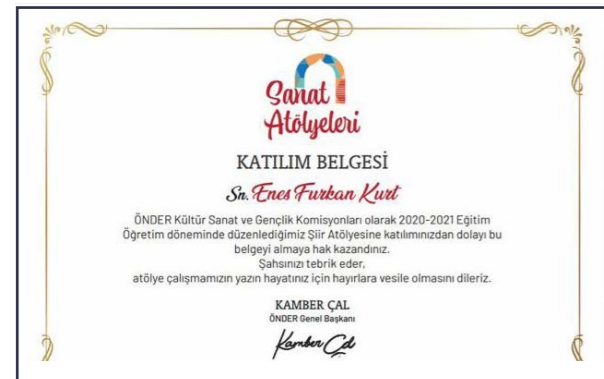 Sanat
Atölyeleri
KATILIM BELGESİ
Sn. Enes Furkan Kurt
ÖNDER Kültür Sanat ve Gençlik Komisyonları olarak 2020-2021 Eğitim
Öğretim döneminde düzenlediğimiz Şiir Atölyesine katılımınızdan dolayı bu
belgeyi almaya hak kazandınız.
Şahsınızı tebrik eder,
atölye çalışmamızın yazın hayatınız için hayırlara vesile olmasını dileriz.
KAMBER ÇAL
ÖNDER Genel Başkanı
Kamber Çal